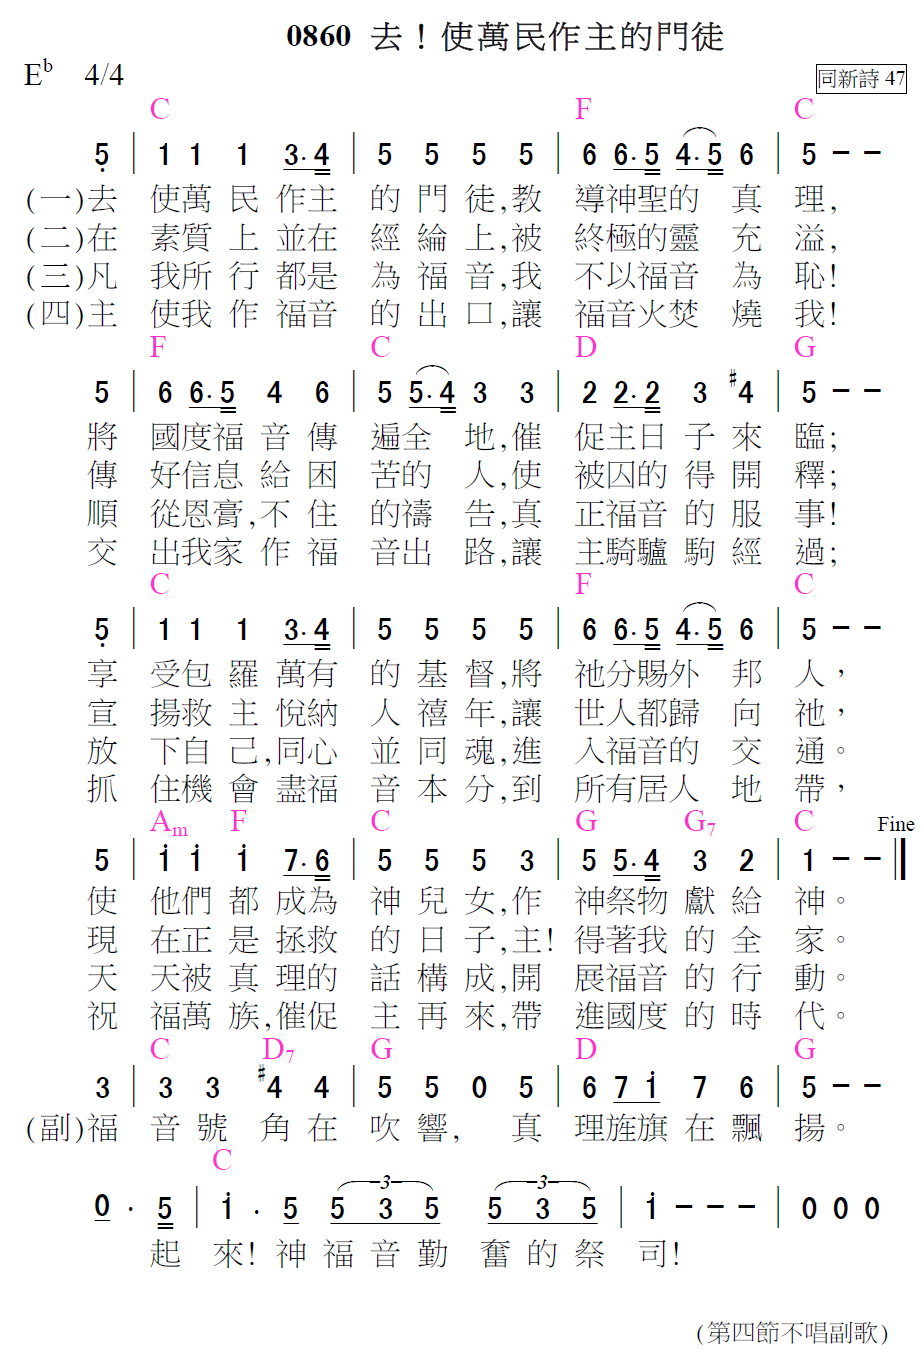 0860 去！使萬民作主的門徒
E♭ 4/4 同新詩 47
C F C
5̣ | 1 1 1 3·4 | 5 5 5 5 | 6 6·5 4·5 6 | 5 – –
(一)去 使萬民作主的門徒,教導神聖的真理,
(二)在 素質上並在經綸上,被終極的靈充溢,
(三)凡 我所行都是為福音,我不以福音為恥!
(四)主 使我作福音的出口,讓福音火焚燒我!
F C D G
5 | 6 6·5 4 6 | 5 5·4 3 3 | 2 2·2 3 #4 | 5 – –
將 國度福音傳遍全地,催促主日子來臨;
傳 好信息給困苦的人,使被囚的得開釋;
順 從恩膏,不住的禱告,真正福音的服事!
交 出我家作福音出路,讓主騎驢駒經過;
C F C
5̣ | 1 1 1 3·4 | 5 5 5 5 | 6 6·5 4·5 6 | 5 – –
享 受包羅萬有的基督,將祂分賜外邦人，
宣 揚救主悅納人禧年,讓世人都歸向祂，
放 下自己,同心並同魂,進入福音的交通。
抓 住機會盡福音本分,到所有居人地帶，
Am F C G G7 C Fine
5 | i i i 7·6 | 5 5 5 3 | 5 5·4 3 2 | 1 – –
使 他們都成為神兒女,作神祭物獻給神。
現 在正是拯救的日子,主!得著我的全家。
天 天被真理的話構成,開展福音的行動。
祝 福萬族,催促主再來,帶進國度的時代。
C D7 G D G
3 | 3 3 #4 4 | 5 5 0 5 | 6 7 i 7 6 | 5 – –
(副)福 音號角在吹響, 真理旌旗在飄揚。
C
0 · 5 | i · 5 5 3 5 5 3 5 | i – – – | 0 0 0
3 3
起 來!神福音勤奮的祭司!
(第四節不唱副歌)